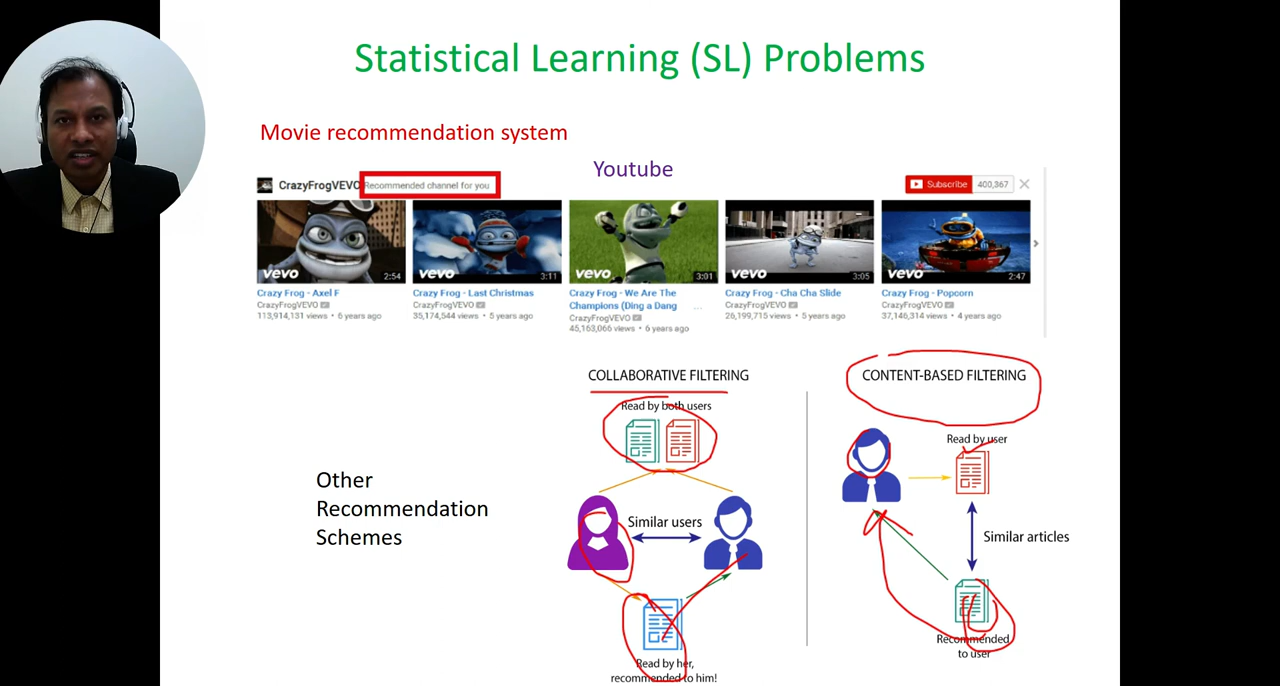 Statistical Learning (SL) Problems
Movie recommendation system
Youtube
CrazyFrogVEVO Recommended channel for you
Subscribe 400,367
vevo 2:54
vevo 3:11
vevo 3:01
vevo 3:05
vevo 2:47
Crazy Frog - Axel F
CrazyFrogVEVO
113,914,131 views • 6 years ago
Crazy Frog - Last Christmas
CrazyFrogVEVO
35,174,544 views • 5 years ago
Crazy Frog - We Are The
Champions (Ding a Dang ...
CrazyFrogVEVO
45,163,066 views • 6 years ago
Crazy Frog - Cha Cha Slide
CrazyFrogVEVO
26,199,715 views • 5 years ago
Crazy Frog - Popcorn
CrazyFrogVEVO
37,146,314 views • 4 years ago
Other
Recommendation
Schemes
COLLABORATIVE FILTERING
Read by both users
Similar users
Read by her,
recommended to him!
CONTENT-BASED FILTERING
Read by user
Similar articles
Recommended
to user